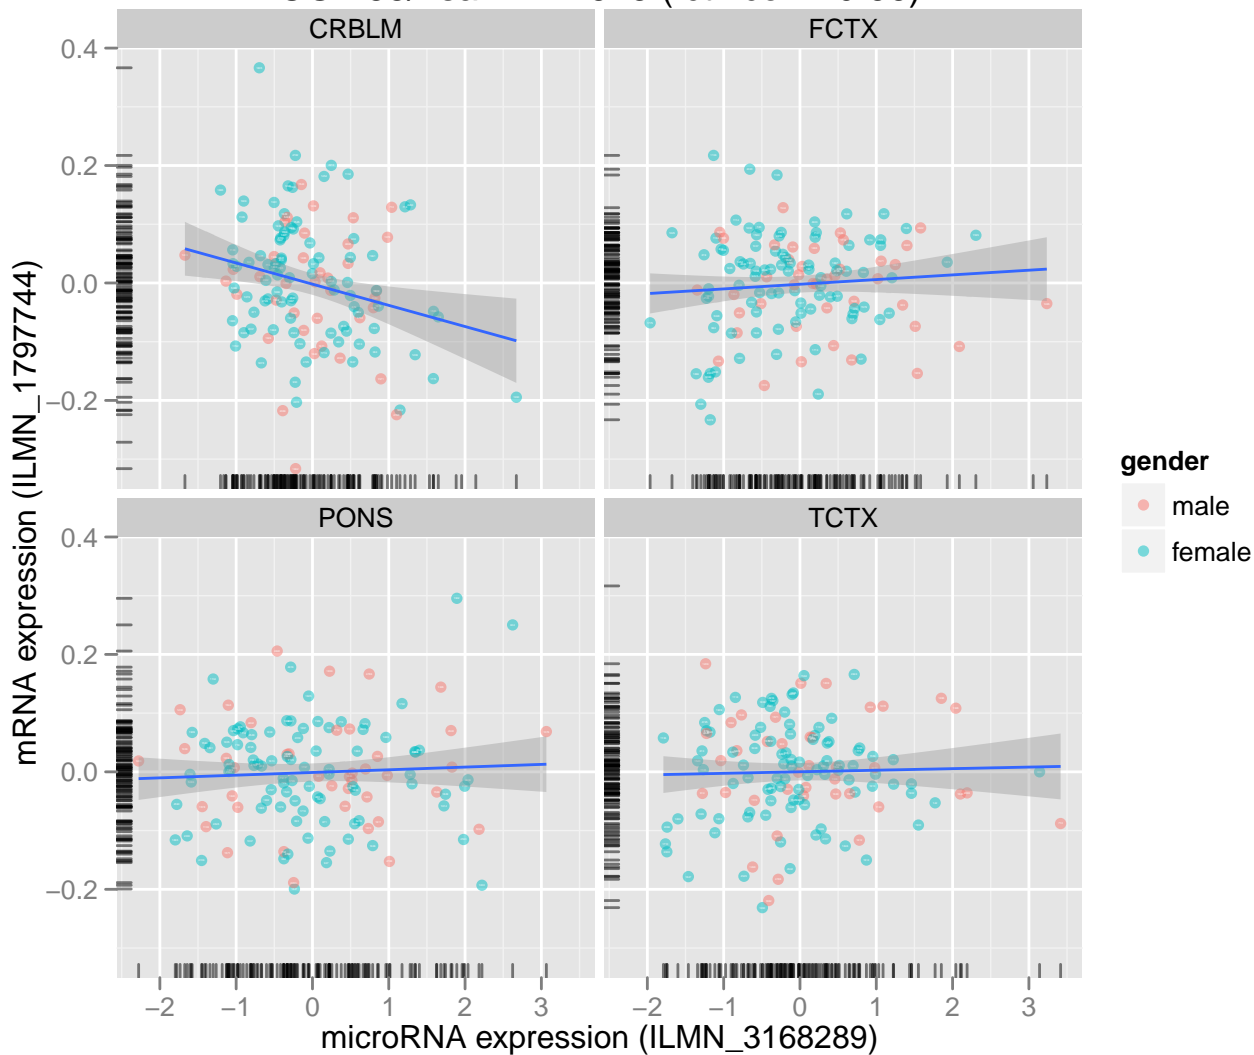 CRBLM
FCTX
0.4
0.2
0.0
−0.2
PONS
TCTX
0.4
0.2
0.0
−0.2
−2 −1 0 1 2 3
−2 −1 0 1 2 3
microRNA expression (ILMN_3168289)
mRNA expression (ILMN_1797744)
gender
male
female